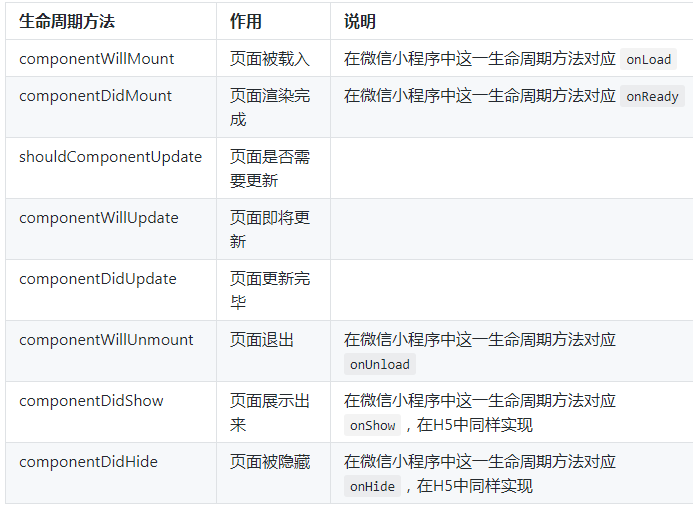 生命周期方法 作用 说明
componentWillMount 页面被载入 在微信小程序中这一生命周期方法对应 onLoad
componentDidMount 页面渲染完 在微信小程序中这一生命周期方法对应 onReady
成
shouldComponentUpdate 页面是否需
要更新
componentWillUpdate 页面即将更
新
componentDidUpdate 页面更新完
毕
componentWillUnmount 页面退出 在微信小程序中这一生命周期方法对应
onUnload
componentDidShow 页面展示出 在微信小程序中这一生命周期方法对应
来 onShow ，在H5中同样实现
componentDidHide 页面被隐藏 在微信小程序中这一生命周期方法对应
onHide ，在H5中同样实现